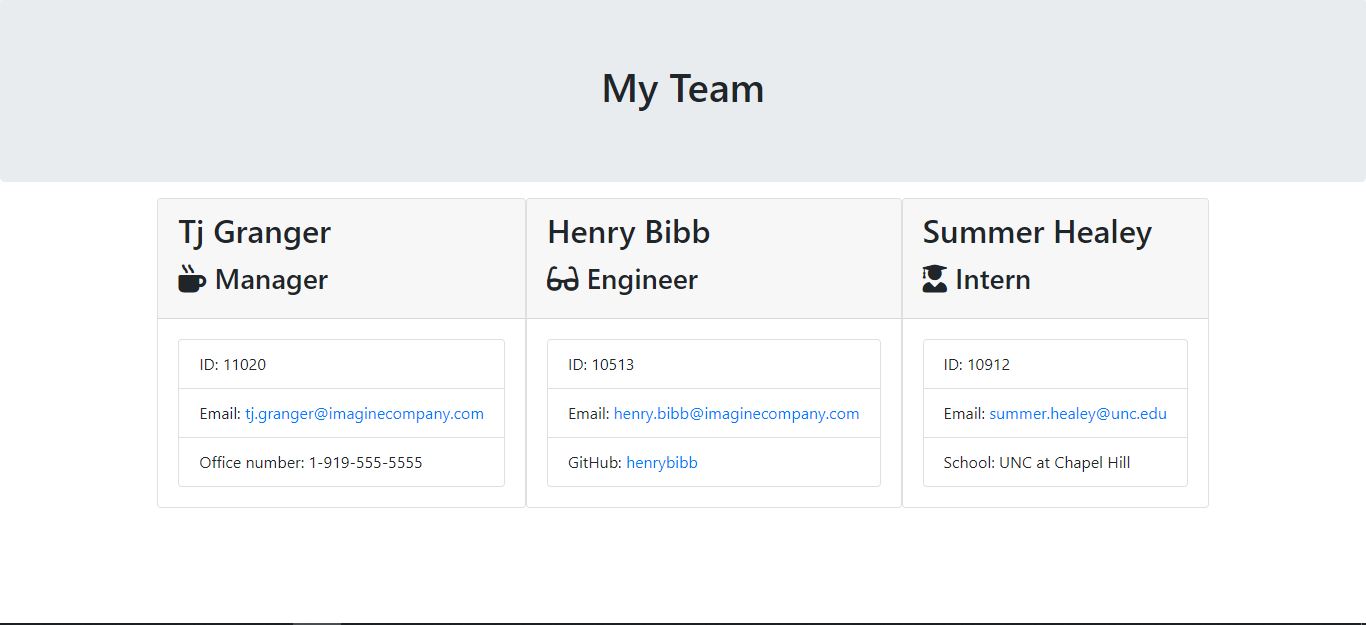 My Team
Tj Granger
Manager
ID: 11020
Email: tj.granger@imaginecompany.com
Office number: 1-919-555-5555
Henry Bibb
Engineer
ID: 10513
Email: henry.bibb@imaginecompany.com
GitHub: henrybibb
Summer Healey
Intern
ID: 10912
Email: summer.healey@unc.edu
School: UNC at Chapel Hill